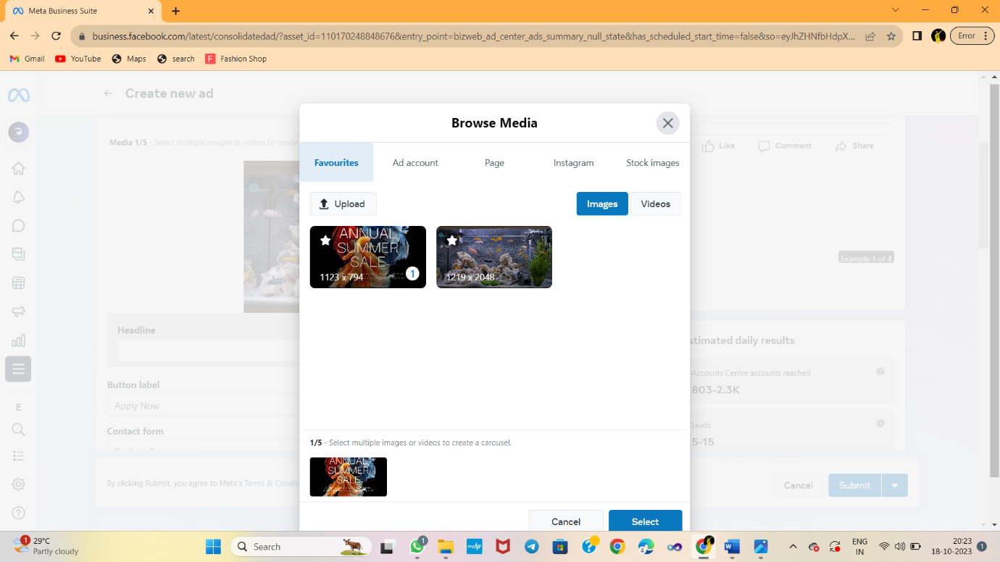 Meta Business Suite
business.facebook.com/latest/consolidatedad/?asset_id=110170248848676&entry_point=bizweb_ad_center_ads_summary_null_state&has_scheduled_start_time=false&so=eyJhZHNfbHdpX...
Error
Gmail YouTube Maps search F Fashion Shop
Create new ad
Browse Media
Media 1/5 · Select multiple images or videos to create
Like Comment Share
Favourites Ad account Page Instagram Stock images
Upload Images Videos
ANNUAL
SUMMER
SALE
1123 x 794 1
1219 x 2048
Example 1 of 4
Headline
stimated daily results
Accounts Centre accounts reached
803-2.3K
Button label
Apply Now
Contact form
Leads
5-15
E
1/5 · Select multiple images or videos to create a carousel.
ANNUAL
SUMMER
SALE
By clicking Submit, you agree to Meta's Terms & Conditi
Cancel Submit
Cancel Select
1 29°C
Partly cloudy
Search
1
myhp
W
ENG
IN
20:23
18-10-2023
1